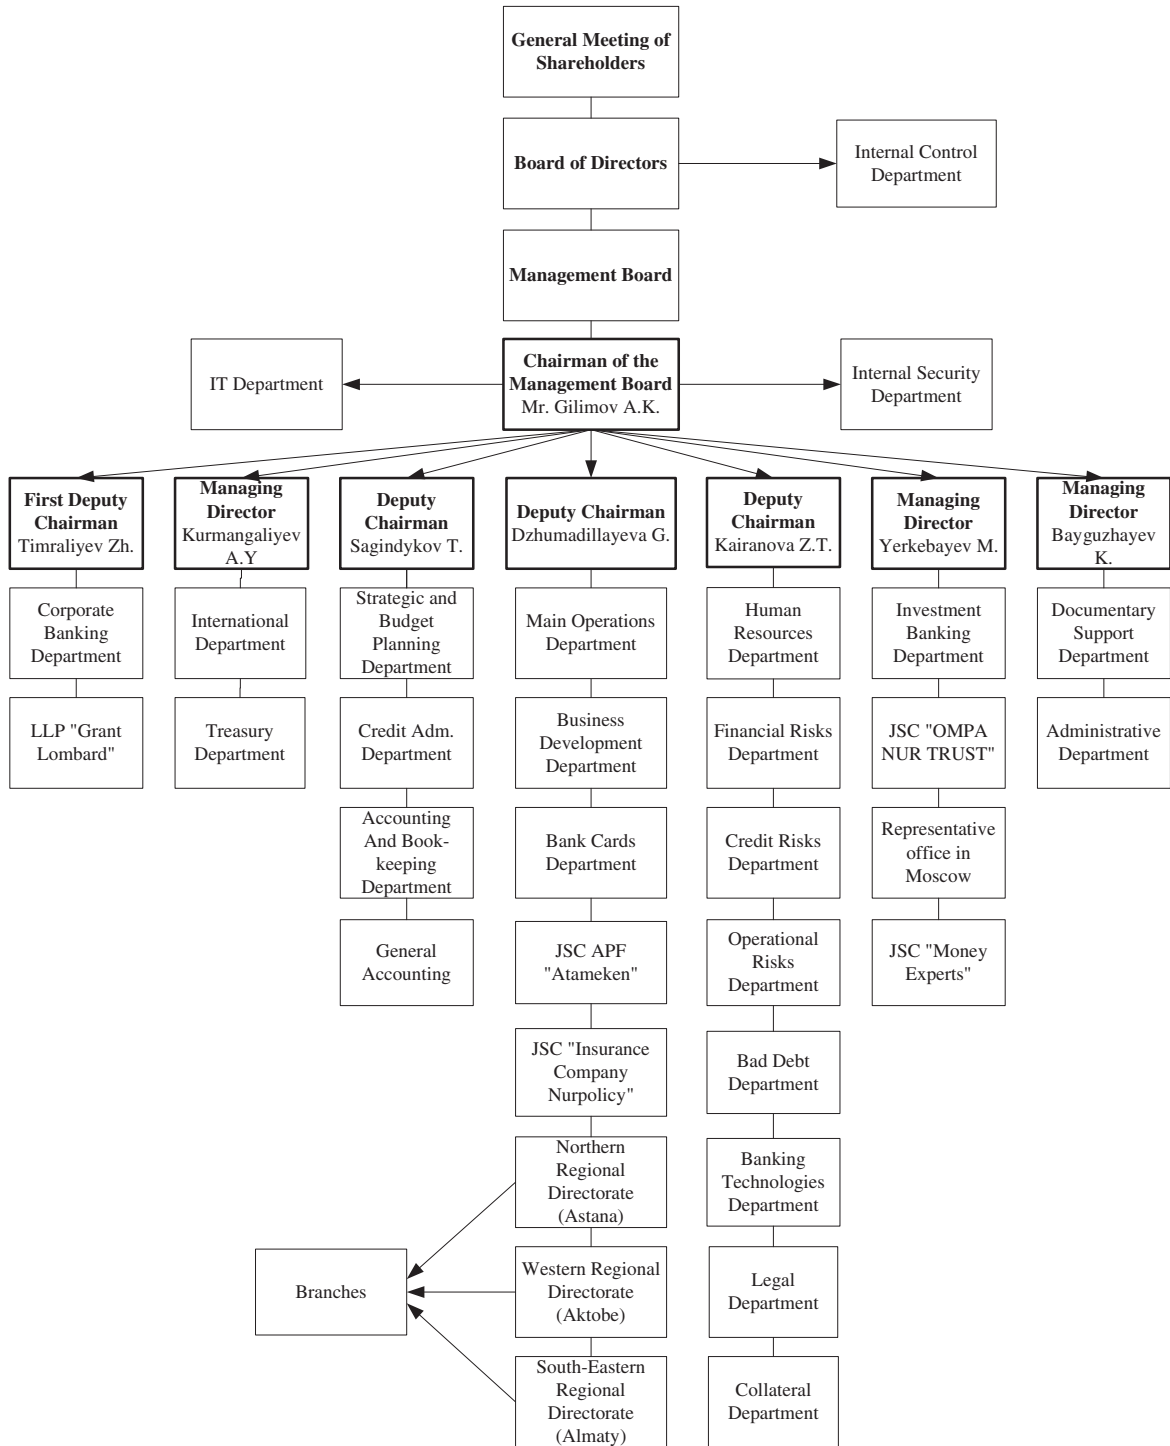 General Meeting of
Shareholders
Board of Directors
Internal Control
Department
Management Board
IT Department
Chairman of the
Management Board
Mr. Gilimov A.K.
Internal Security
Department
First Deputy
Chairman
Timraliyev Zh.
Managing
Director
Kurmangaliyev
A.Y
Deputy
Chairman
Sagindykov T.
Deputy Chairman
Dzhumadillayeva G.
Deputy
Chairman
Kairanova Z.T.
Managing
Director
Yerkebayev M.
Managing
Director
Bayguzhayev
K.
Corporate
Banking
Department
International
Department
Strategic and
Budget
Planning
Department
Main Operations
Department
Human
Resources
Department
Investment
Banking
Department
Documentary
Support
Department
LLP "Grant
Lombard"
Treasury
Department
Credit Adm.
Department
Business
Development
Department
Financial Risks
Department
JSC "OMPA
NUR TRUST"
Administrative
Department
Accounting
And Book-
keeping
Department
Bank Cards
Department
Credit Risks
Department
Representative
office in
Moscow
General
Accounting
JSC APF
"Atameken"
Operational
Risks
Department
JSC "Money
Experts"
JSC "Insurance
Company
Nurpolicy"
Bad Debt
Department
Northern
Regional
Directorate
(Astana)
Banking
Technologies
Department
Branches
Western Regional
Directorate
(Aktobe)
Legal
Department
South-Eastern
Regional
Directorate
(Almaty)
Collateral
Department